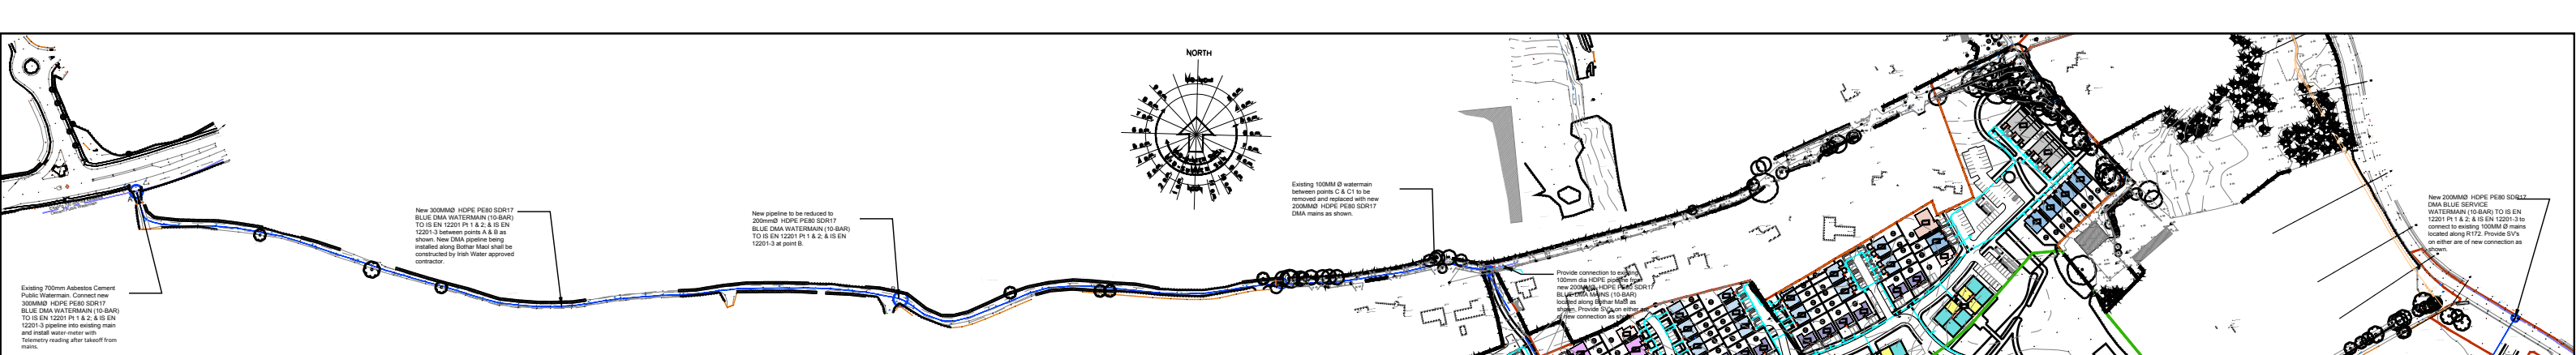 NORTH
Existing 700mm Asbestos Cement
Public Watermain. Connect new
300MMØ HDPE PE80 SDR17
BLUE DMA WATERMAIN (10-BAR)
TO IS EN 12201 Pt 1 & 2; & IS EN
12201-3 pipeline into existing main
and install water-meter with
Telemetry reading after takeoff from
mains.
New 300MMØ HDPE PE80 SDR17
BLUE DMA WATERMAIN (10-BAR)
TO IS EN 12201 Pt 1 & 2; & IS EN
12201-3 between points A & B as
shown. New DMA pipeline being
installed along Bothar Maol shall be
constructed by Irish Water approved
contractor.
New pipeline to be reduced to
200mmØ HDPE PE80 SDR17
BLUE DMA WATERMAIN (10-BAR)
TO IS EN 12201 Pt 1 & 2; & IS EN
12201-3 at point B.
Existing 100MM Ø watermain
between points C & C1 to be
removed and replaced with new
200MMØ HDPE PE80 SDR17
DMA mains as shown.
Provide connection to existing
100mm dia HDPE pipeline from
new 200MMØ HDPE PE80 SDR17
BLUE DMA MAINS (10-BAR)
located along Bothar Maol as
shown. Provide SV's on either are
of new connection as shown.
New 200MMØ HDPE PE80 SDR17
DMA BLUE SERVICE
WATERMAIN (10-BAR) TO IS EN
12201 Pt 1 & 2; & IS EN 12201-3 to
connect to existing 100MM Ø mains
located along R172. Provide SV's
on either are of new connection as
shown.